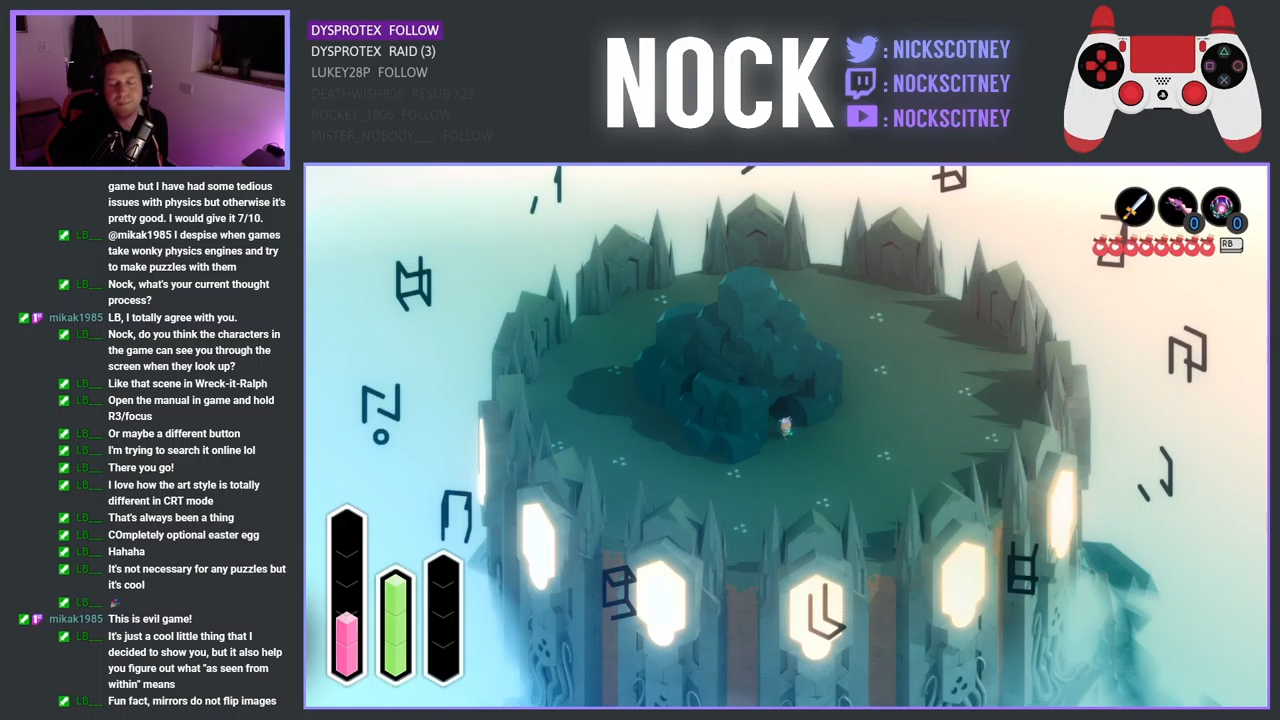 DYSPROTEX FOLLOW
DYSPROTEX RAID (3)
LUKEY28P FOLLOW
DEATHWISH808 RESUB X25
ROCKET_1606 FOLLOW
MISTER_NOBODY____ FOLLOW
NOCK
: NICKSCOTNEY
: NOCKSCITNEY
: NOCKSCITNEY
game but I have had some tedious
issues with physics but otherwise it's
pretty good. I would give it 7/10.
LB__ @mikak1985 I despise when games
take wonky physics engines and try
to make puzzles with them
LB__ Nock, what's your current thought
process?
mikak1985 LB, I totally agree with you.
LB__ Nock, do you think the characters in
the game can see you through the
screen when they look up?
LB__ Like that scene in Wreck-it-Ralph
LB__ Open the manual in game and hold
R3/focus
LB__ Or maybe a different button
LB__ I'm trying to search it online lol
LB__ There you go!
LB__ I love how the art style is totally
different in CRT mode
LB__ That's always been a thing
LB__ COmpletely optional easter egg
LB__ Hahaha
LB__ It's not necessary for any puzzles but
it's cool
LB__ 🎉
mikak1985 This is evil game!
LB__ It's just a cool little thing that I
decided to show you, but it also help
you figure out what "as seen from
within" means
LB__ Fun fact, mirrors do not flip images
0
0
RB